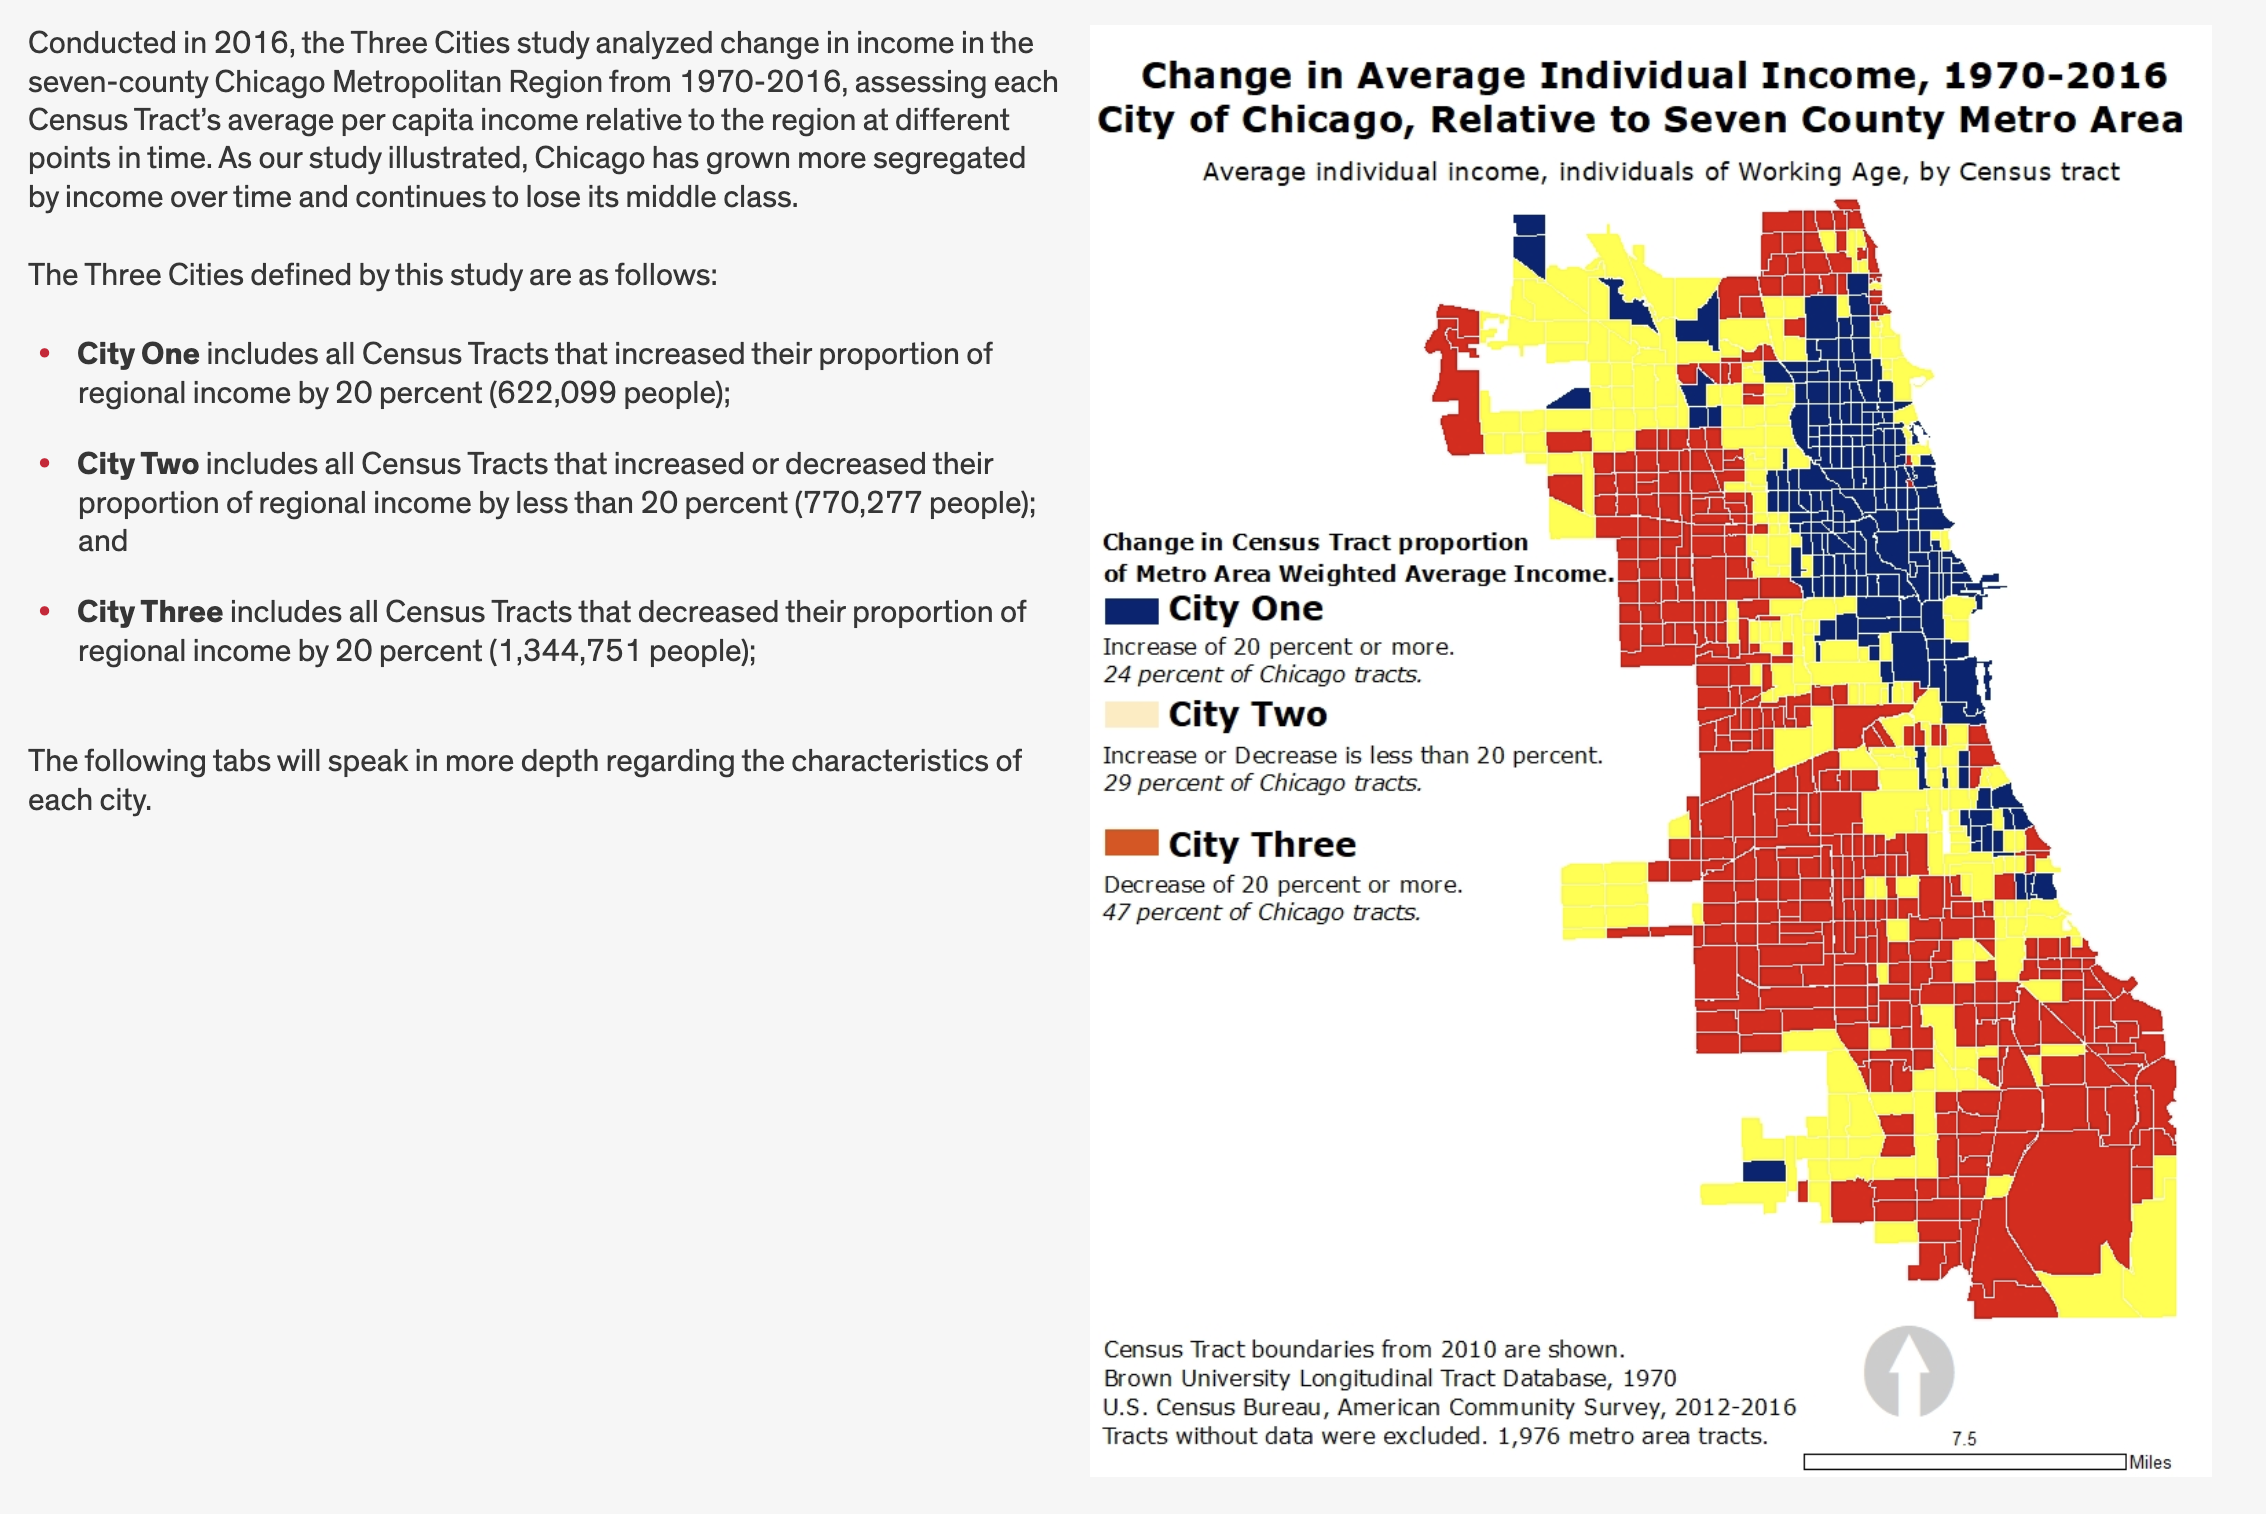 Conducted in 2016, the Three Cities study analyzed change in income in the
seven-county Chicago Metropolitan Region from 1970-2016, assessing each
Census Tract’s average per capita income relative to the region at different
points in time. As our study illustrated, Chicago has grown more segregated
by income over time and continues to lose its middle class.
The Three Cities defined by this study are as follows:
• City One includes all Census Tracts that increased their proportion of
regional income by 20 percent (622,099 people);
• City Two includes all Census Tracts that increased or decreased their
proportion of regional income by less than 20 percent (770,277 people);
and
• City Three includes all Census Tracts that decreased their proportion of
regional income by 20 percent (1,344,751 people);
The following tabs will speak in more depth regarding the characteristics of
each city.
Change in Average Individual Income, 1970-2016
City of Chicago, Relative to Seven County Metro Area
Average individual income, individuals of Working Age, by Census tract
Change in Census Tract proportion
of Metro Area Weighted Average Income.
City One
Increase of 20 percent or more.
24 percent of Chicago tracts.
City Two
Increase or Decrease is less than 20 percent.
29 percent of Chicago tracts.
City Three
Decrease of 20 percent or more.
47 percent of Chicago tracts.
Census Tract boundaries from 2010 are shown.
Brown University Longitudinal Tract Database, 1970
U.S. Census Bureau, American Community Survey, 2012-2016
Tracts without data were excluded. 1,976 metro area tracts.
7.5
Miles